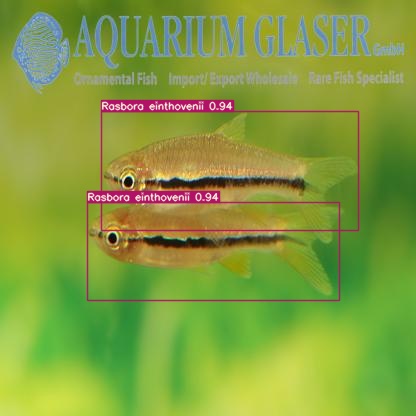 AQUARIUM GLASER GmbH
Ornamental Fish Import/Export Wholesale Rare Fish Specialist
Rasbora einthovenii 0.94
Rasbora einthovenii 0.94